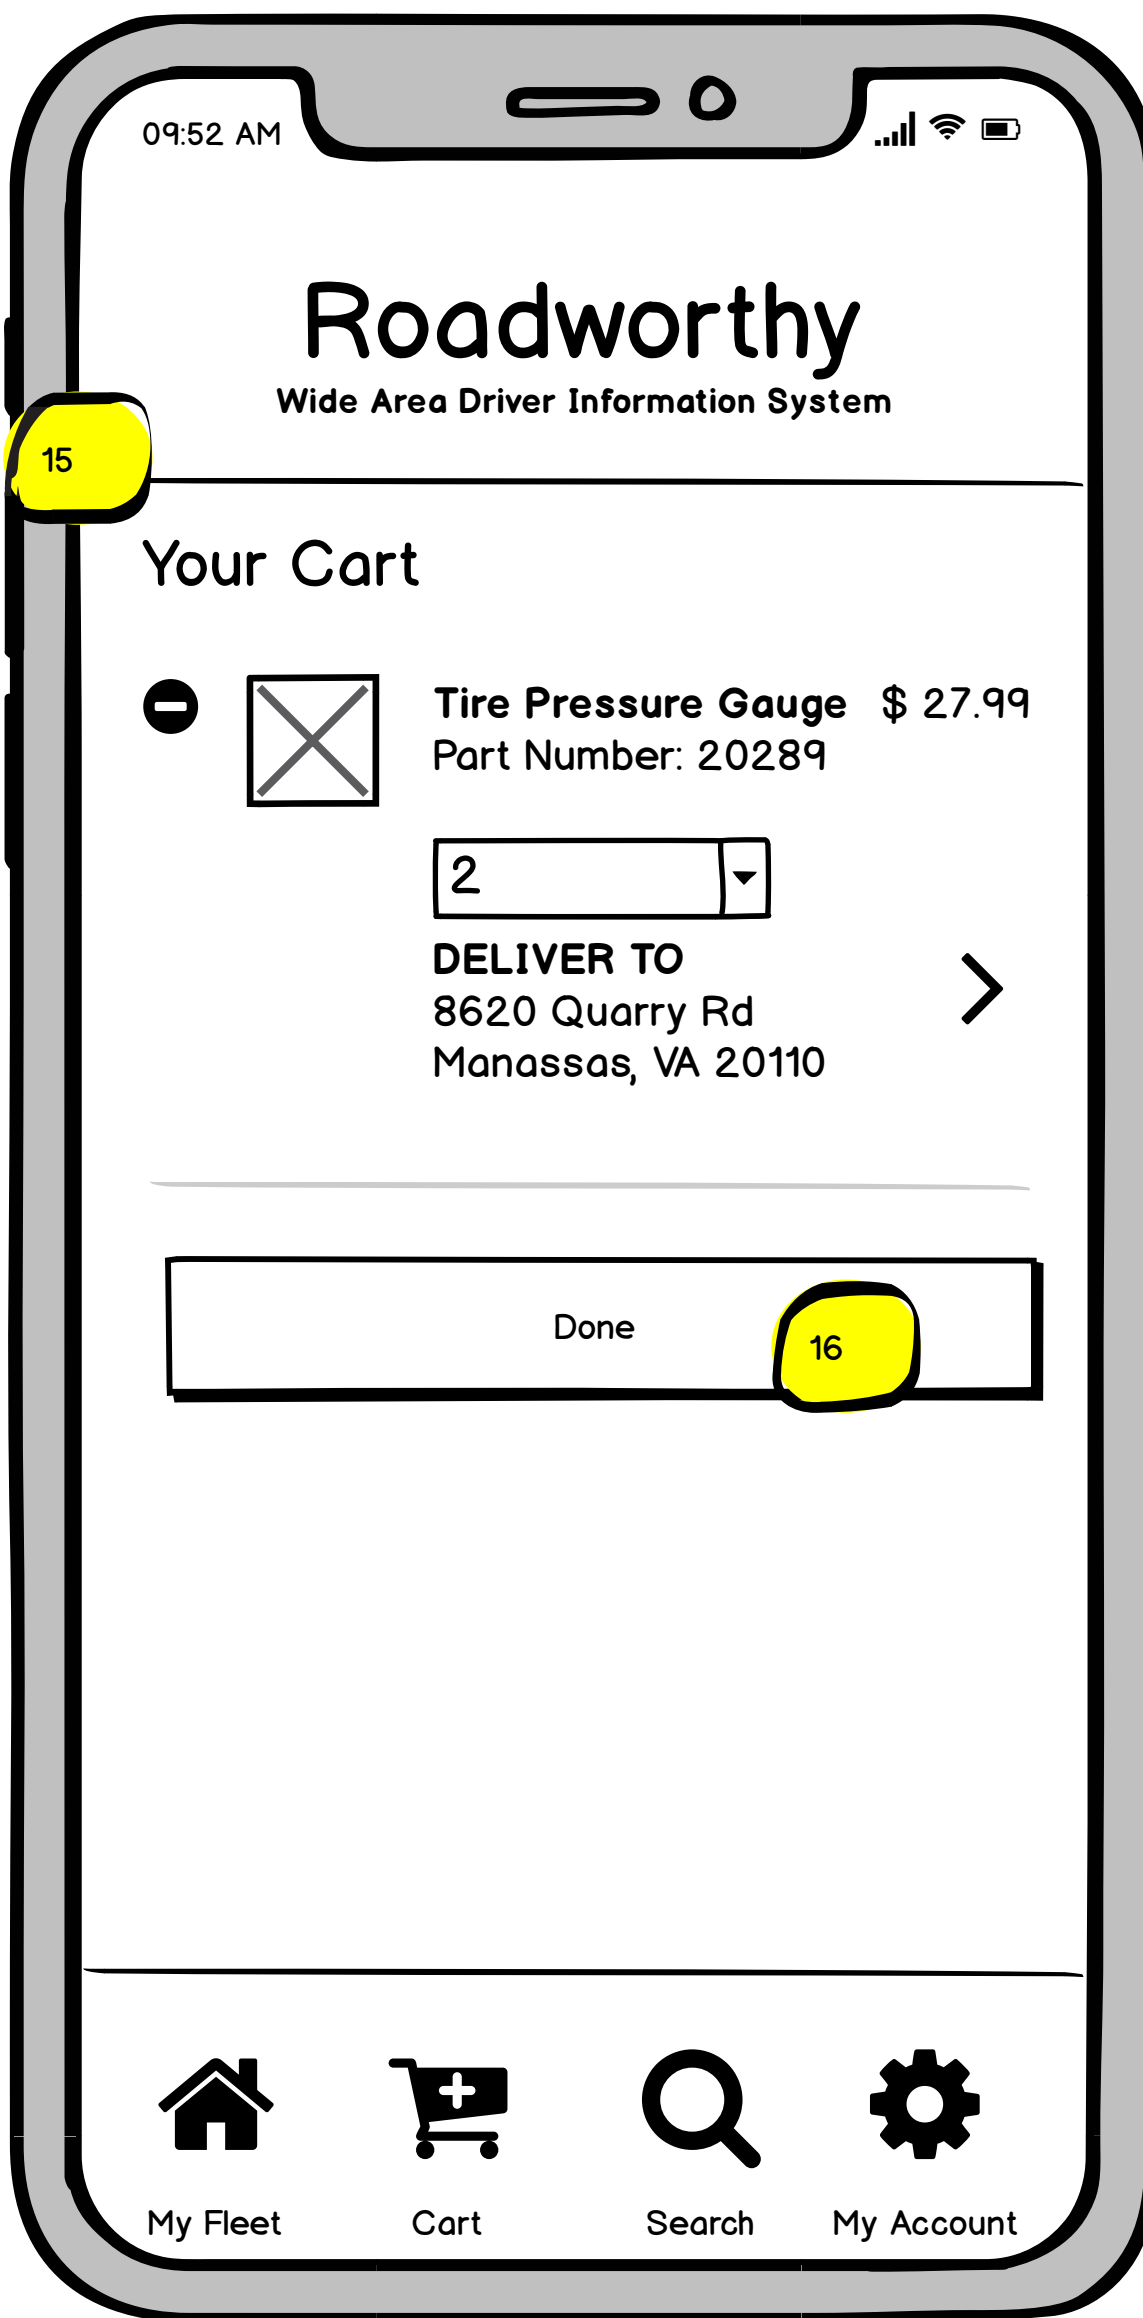 09:52 AM
Roadworthy
Wide Area Driver Information System
15
Your Cart
Tire Pressure Gauge $ 27.99
Part Number: 20289
2
DELIVER TO
8620 Quarry Rd
Manassas, VA 20110
Done
16
My Fleet Cart Search My Account